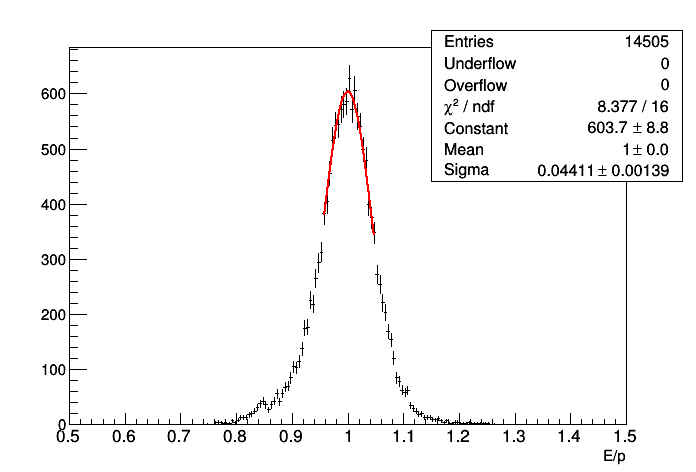 Entries 14505
Underflow 0
Overflow 0
χ² / ndf 8.377 / 16
Constant 603.7 ± 8.8
Mean 1 ± 0.0
Sigma 0.04411 ± 0.00139
600
500
400
300
200
100
0
0.5 0.6 0.7 0.8 0.9 1 1.1 1.2 1.3 1.4 1.5
E/p